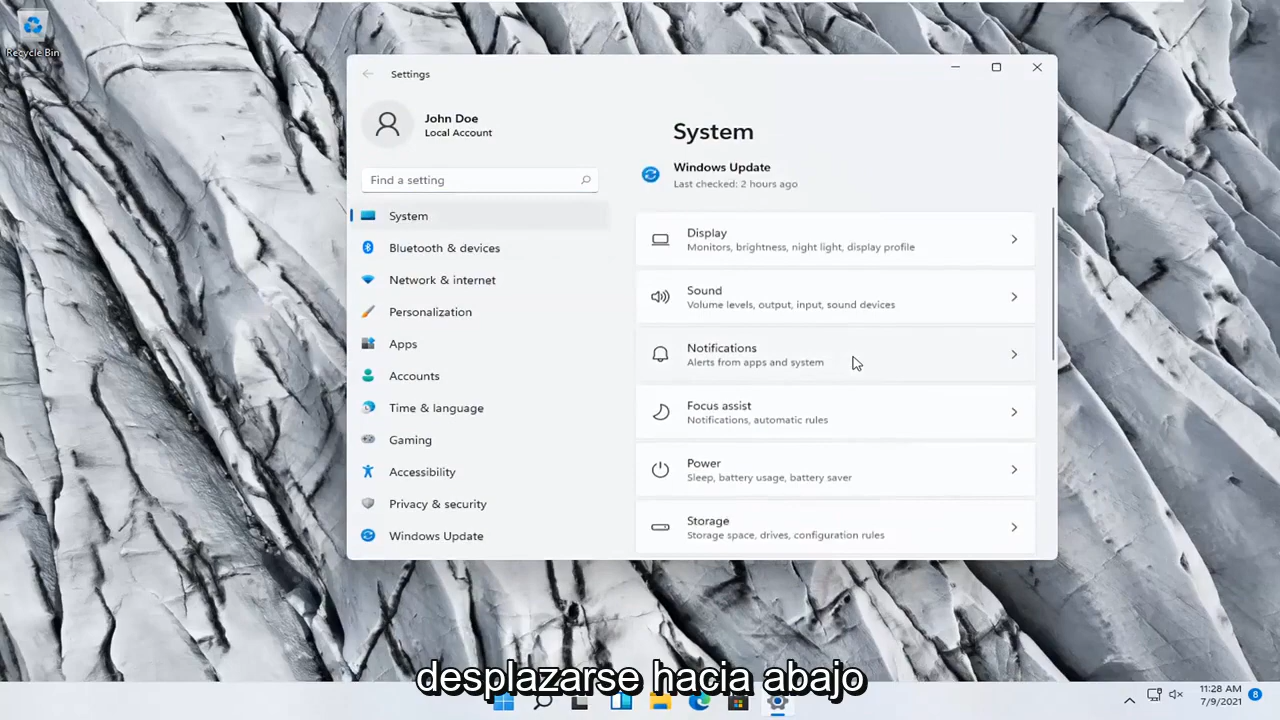 Recycle Bin
Settings
John Doe
Local Account
Find a setting
System
Bluetooth & devices
Network & internet
Personalization
Apps
Accounts
Time & language
Gaming
Accessibility
Privacy & security
Windows Update
System
Windows Update
Last checked: 2 hours ago
Display
Monitors, brightness, night light, display profile
Sound
Volume levels, output, input, sound devices
Notifications
Alerts from apps and system
Focus assist
Notifications, automatic rules
Power
Sleep, battery usage, battery saver
Storage
Storage space, drives, configuration rules
desplazarse hacia abajo
11:28 AM
7/9/2021
8